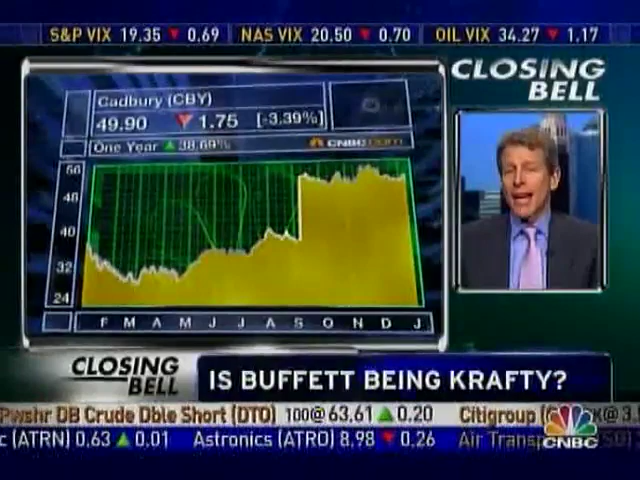 S&P VIX 19.35 ▼ 0.69 NAS VIX 20.50 ▼ 0.70 OIL VIX 34.27 ▼ 1.17
CLOSING
BELL
Cadbury (CBY)
49.90 ▼ 1.75 [-3.39%]
One Year ▲ 38.69% CNBC.com
56
48
40
32
24
F M A M J J A S O N D J
CLOSING
BELL
IS BUFFETT BEING KRAFTY?
Pwshr DB Crude Dble Short (DTO) 100@ 63.61 ▲ 0.20 Citigroup
(ATRN) 0.63 ▲ 0.01 Astronics (ATRO) 8.98 ▼ 0.26 Air
CNBC